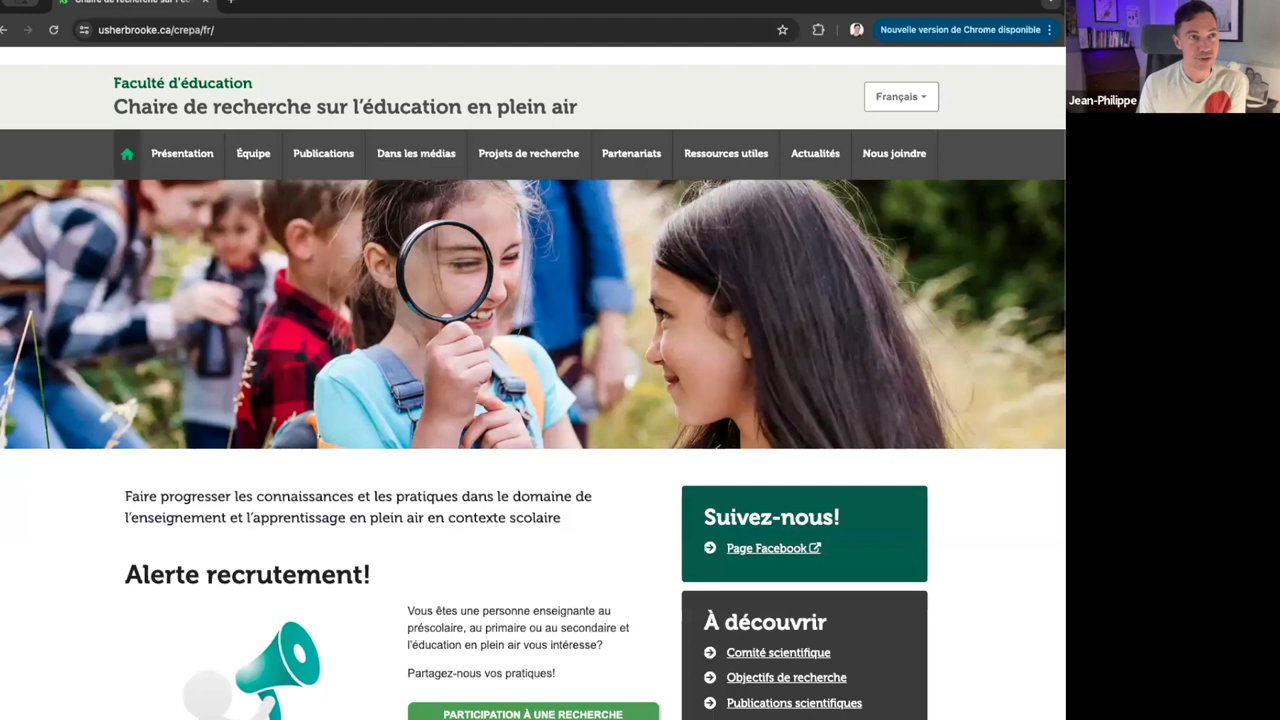 usherbrooke.ca/crepa/fr/
Nouvelle version de Chrome disponible
Jean-Philippe
Faculté d'éducation
Chaire de recherche sur l’éducation en plein air
Français
Présentation
Équipe
Publications
Dans les médias
Projets de recherche
Partenariats
Ressources utiles
Actualités
Nous joindre
Faire progresser les connaissances et les pratiques dans le domaine de
l’enseignement et l’apprentissage en plein air en contexte scolaire
Alerte recrutement!
Vous êtes une personne enseignante au
préscolaire, au primaire ou au secondaire et
l'éducation en plein air vous intéresse?
Partagez-nous vos pratiques!
PARTICIPATION À UNE RECHERCHE
Suivez-nous!
Page Facebook
À découvrir
Comité scientifique
Objectifs de recherche
Publications scientifiques